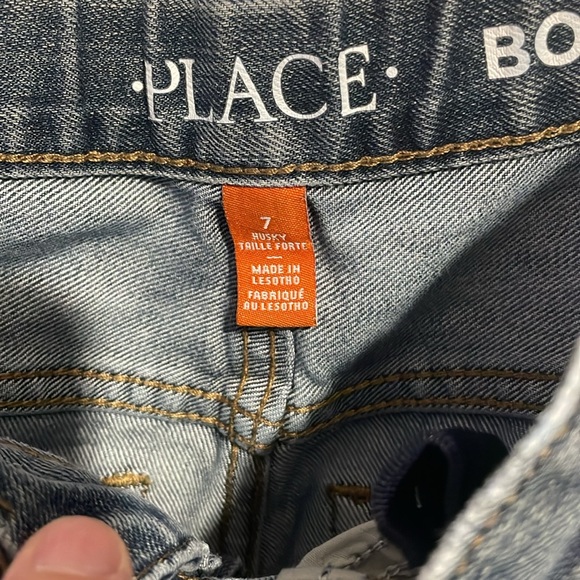 ·PLACE· BO
7
HUSKY
TAILLE FORTE
MADE IN
LESOTHO
FABRIQUÉ
AU LESOTHO